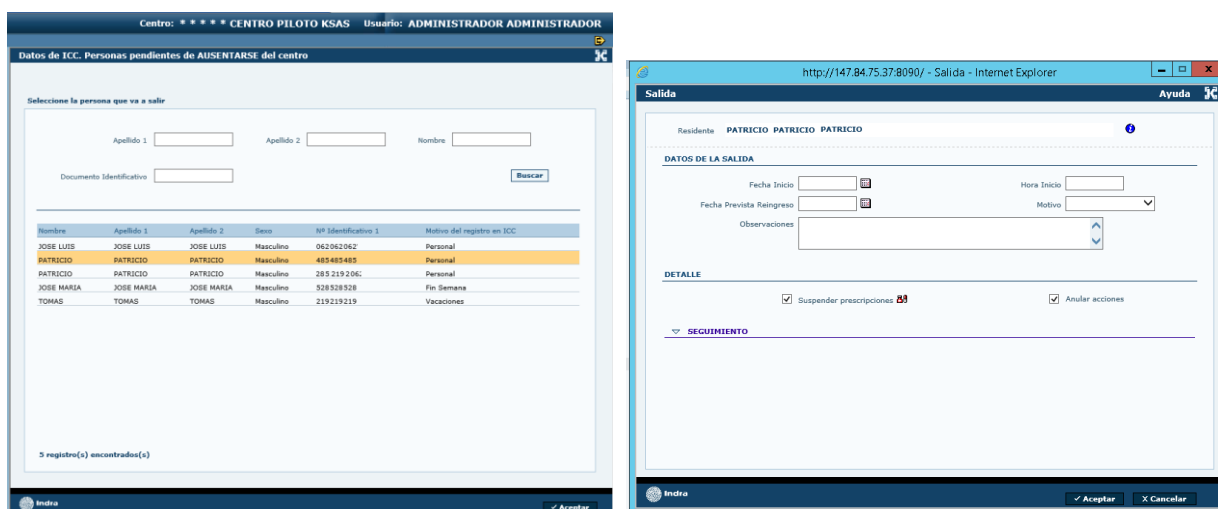 Centro: * * * * * CENTRO PILOTO KSAS Usuario: ADMINISTRADOR ADMINISTRADOR
Datos de ICC. Personas pendientes de AUSENTARSE del centro
Seleccione la persona que va a salir
Apellido 1 Apellido 2 Nombre
Documento Identificativo Buscar
Nombre Apellido 1 Apellido 2 Sexo Nº Identificativo 1 Motivo del registro en ICC
JOSE LUIS JOSE LUIS JOSE LUIS Masculino 062062062 Personal
PATRICIO PATRICIO PATRICIO Masculino 485485485 Personal
PATRICIO PATRICIO PATRICIO Masculino 285219206 Personal
JOSE MARIA JOSE MARIA JOSE MARIA Masculino 528528528 Fin Semana
TOMAS TOMAS TOMAS Masculino 219219219 Vacaciones
5 registro(s) encontrados(s)
Indra
Aceptar
http://147.84.75.37:8090/ - Salida - Internet Explorer
Salida Ayuda
Residente PATRICIO PATRICIO PATRICIO
DATOS DE LA SALIDA
Fecha Inicio Hora Inicio
Fecha Prevista Reingreso Motivo
Observaciones
DETALLE
Suspender prescripciones Anular acciones
SEGUIMIENTO
Indra
Aceptar X Cancelar